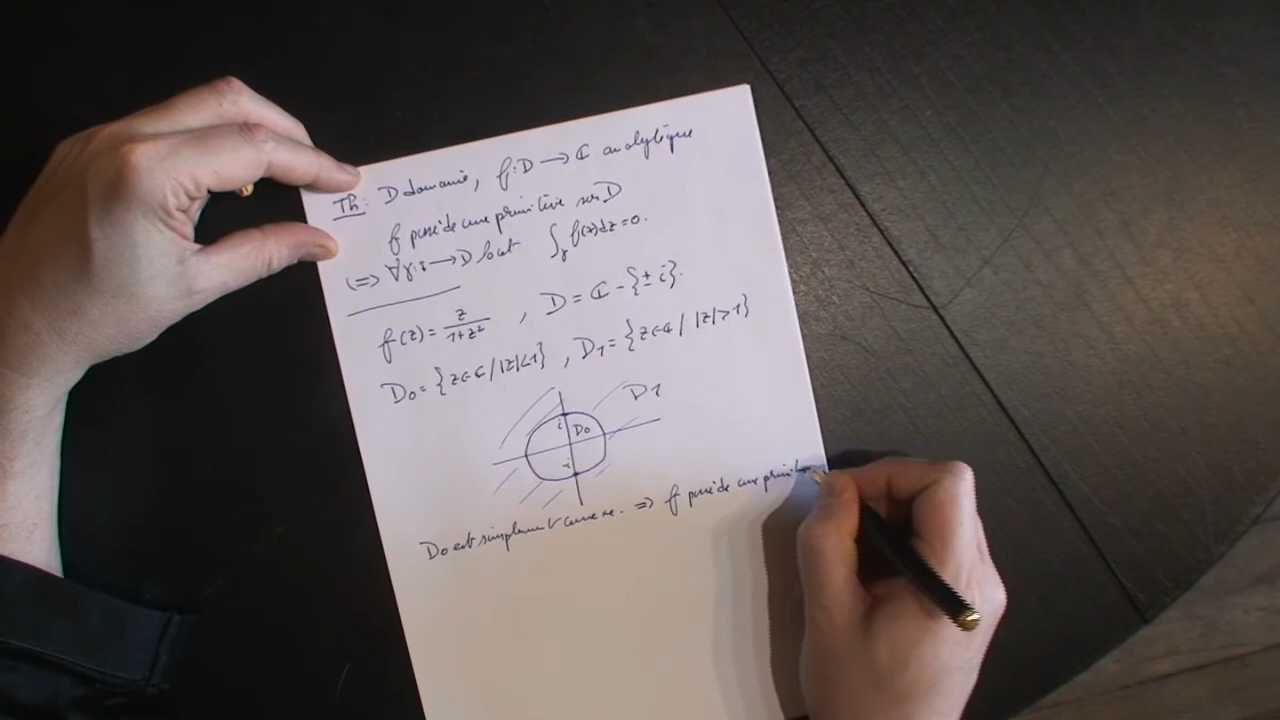 Th: D domaine, f: D → ℂ analytique
f possède une primitive sur D
(=) ∀γ: I → D lacet ∫γ f(z)dz = 0.
f(z) = z/(1+z²) , D = ℂ - {± i}.
D0 = {z ∈ ℂ / |z| < 1} , D1 = {z ∈ ℂ / |z| > 1}
D1
i D0
-i
D0 est simplement connexe. => f possède une primitive